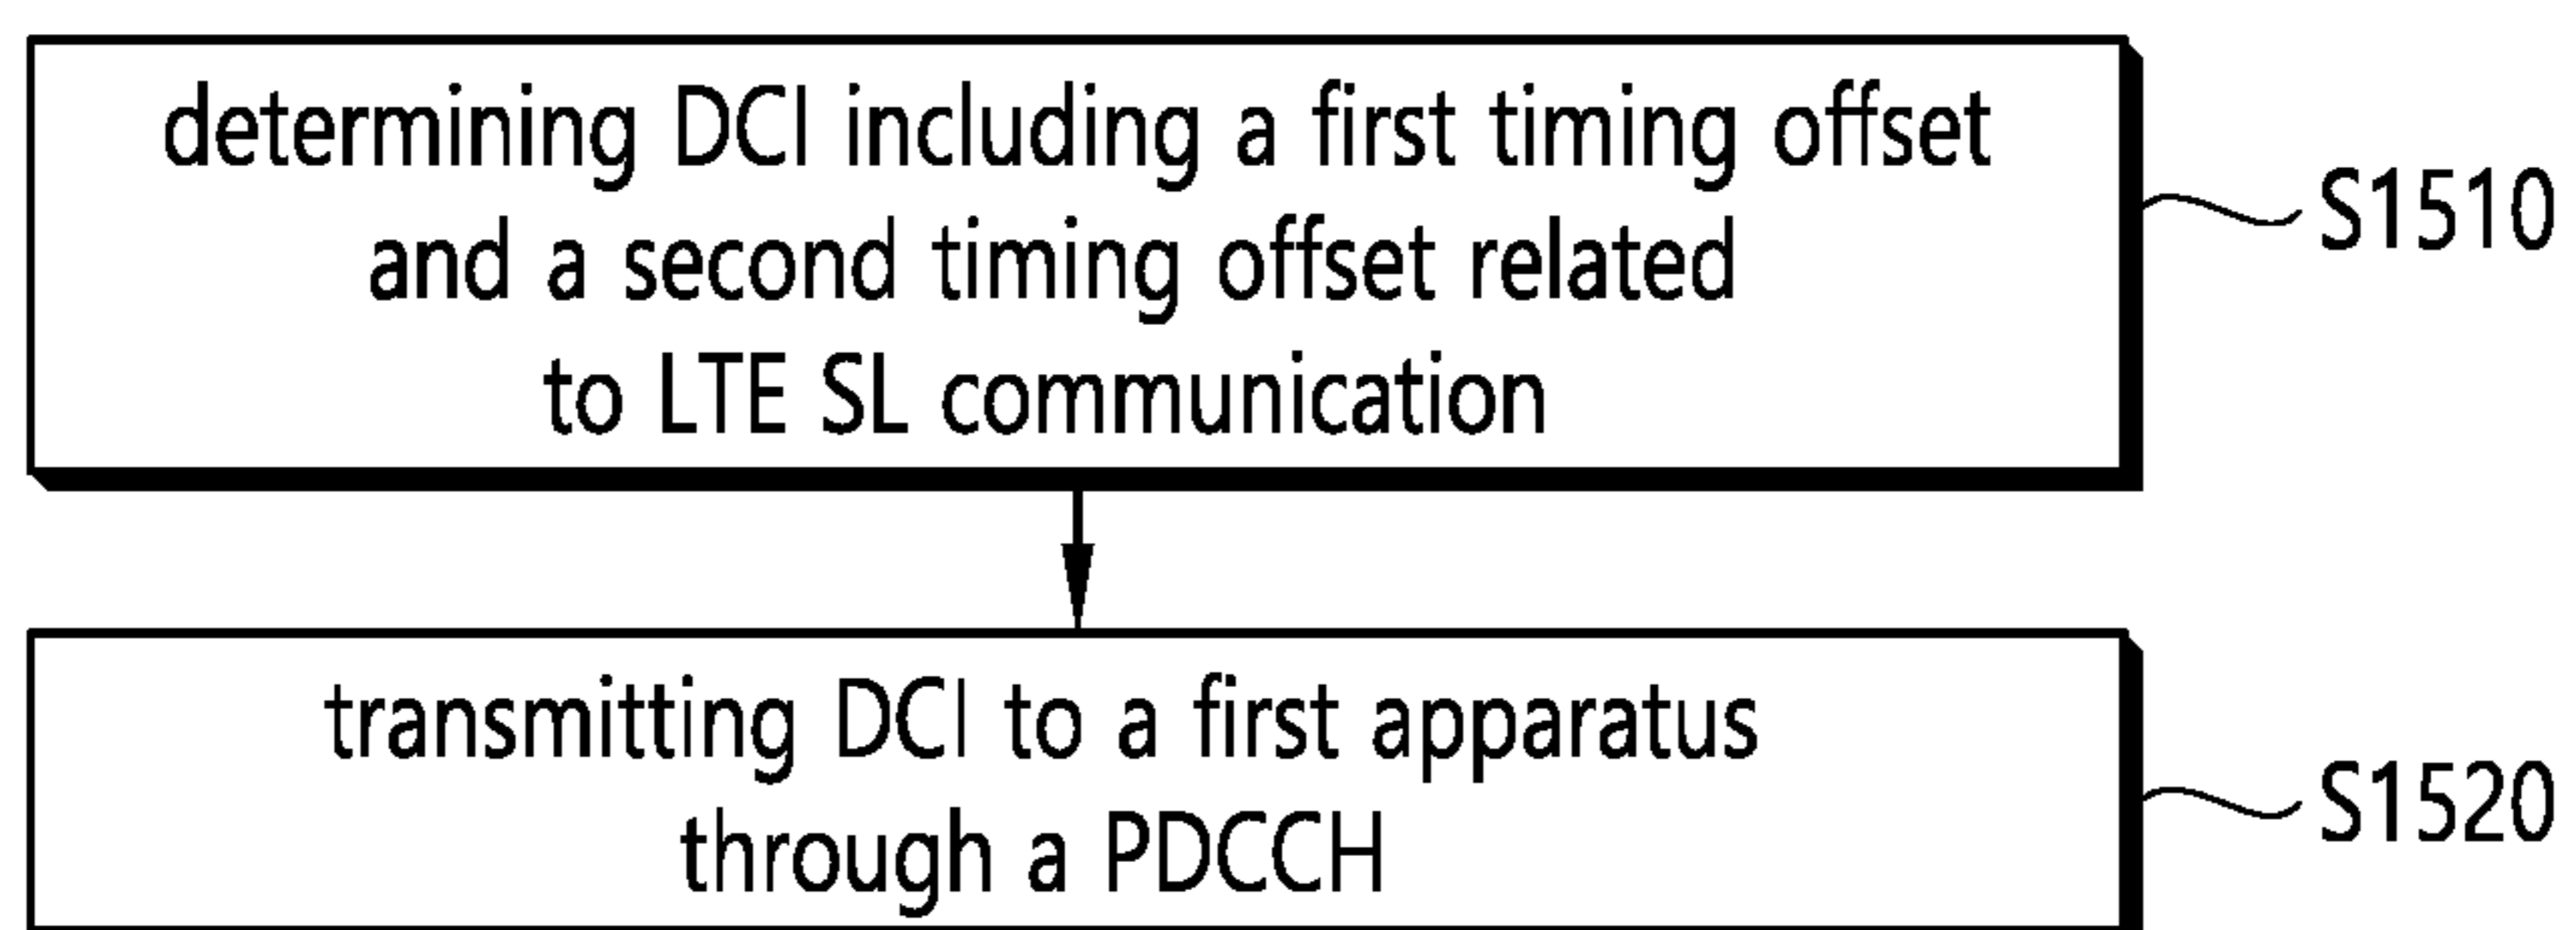 determining DCI including a first timing offset
and a second timing offset related
to LTE SL communication
S1510
transmitting DCI to a first apparatus
through a PDCCH
S1520